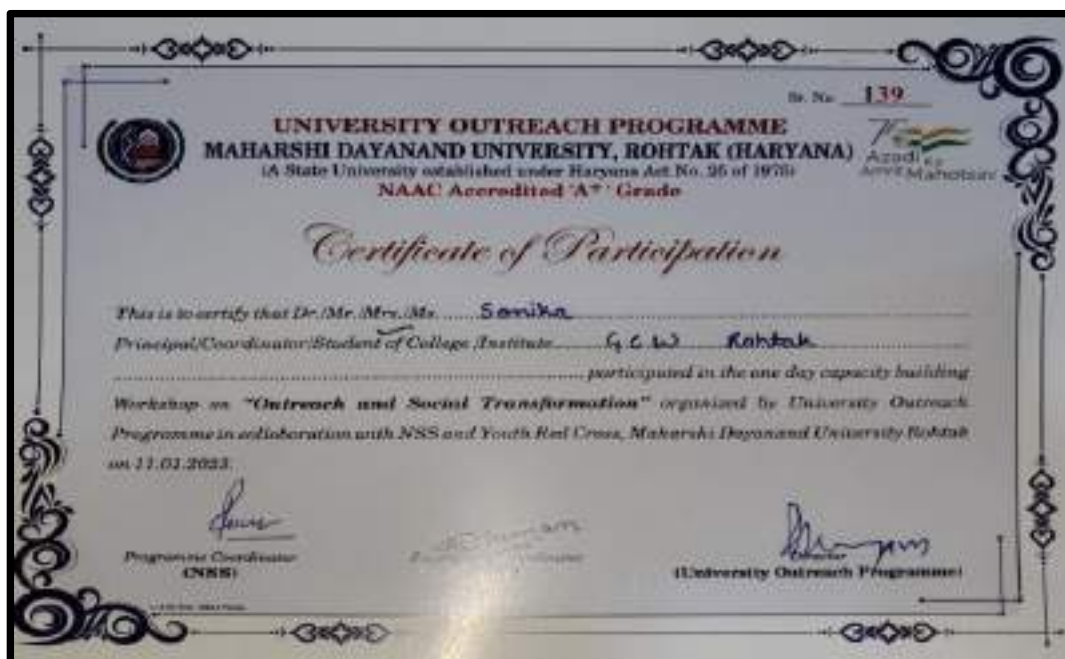 Sr. No. 139
UNIVERSITY OUTREACH PROGRAMME
MAHARSHI DAYANAND UNIVERSITY, ROHTAK (HARYANA)
(A State University established under Haryana Act No. 25 of 1975)
NAAC Accredited 'A+' Grade
Azadi Ka
Amrit Mahotsav
Certificate of Participation
This is to certify that Dr./Mr./Mrs./Ms. Sonika
Principal/Coordinator/Student of College/Institute G C W Rohtak
participated in the one day capacity building
Workshop on "Outreach and Social Transformation" organized by University Outreach
Programme in collaboration with NSS and Youth Red Cross, Maharshi Dayanand University Rohtak
on 11.01.2023.
Programme Coordinator
(NSS)
Director
(University Outreach Programme)